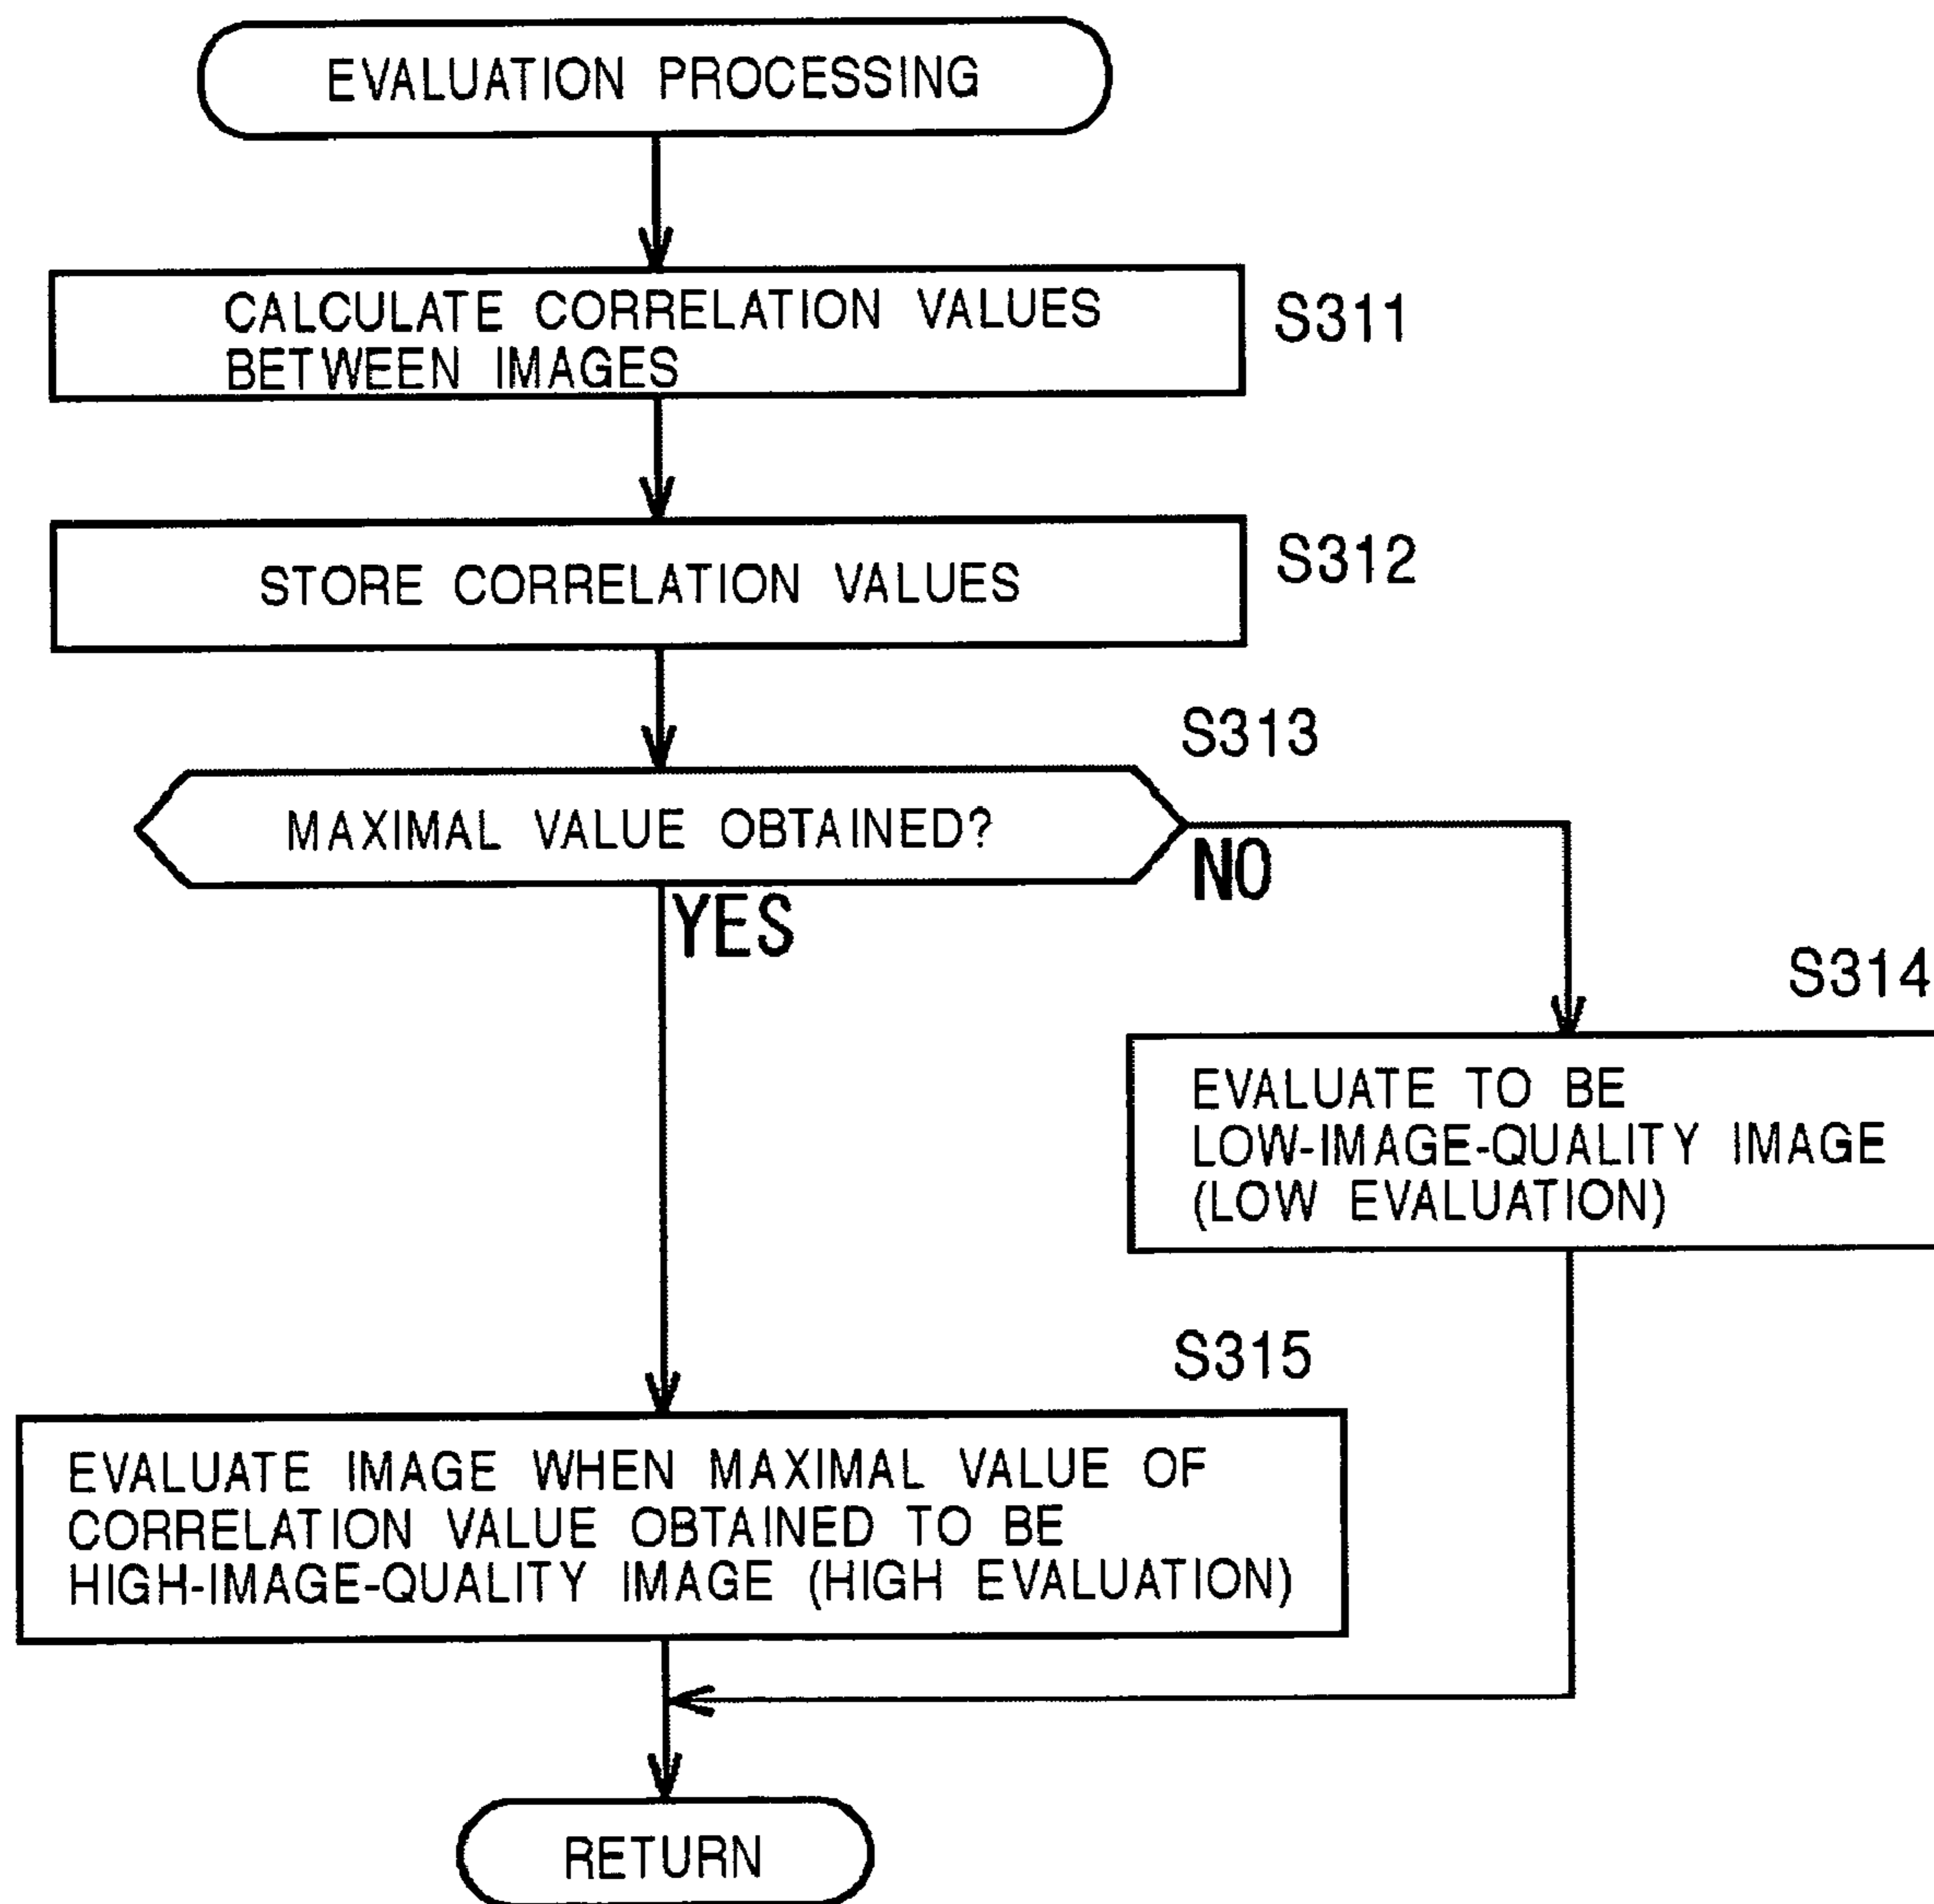 EVALUATION PROCESSING
CALCULATE CORRELATION VALUES
BETWEEN IMAGES
S311
STORE CORRELATION VALUES
S312
S313
MAXIMAL VALUE OBTAINED?
NO
YES
S314
EVALUATE TO BE
LOW-IMAGE-QUALITY IMAGE
(LOW EVALUATION)
S315
EVALUATE IMAGE WHEN MAXIMAL VALUE OF
CORRELATION VALUE OBTAINED TO BE
HIGH-IMAGE-QUALITY IMAGE (HIGH EVALUATION)
RETURN